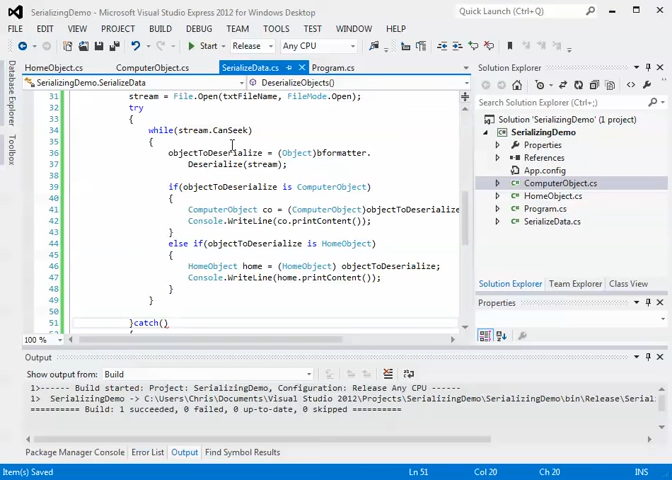 SerializingDemo - Microsoft Visual Studio Express 2012 for Windows Desktop
Quick Launch (Ctrl+Q)
FILE EDIT VIEW PROJECT BUILD DEBUG TEAM TOOLS TEST WINDOW HELP
Start Release Any CPU
Database Explorer
Toolbox
HomeObject.cs ComputerObject.cs SerializeData.cs Program.cs
SerializingDemo.SerializeData DeserializeObjects()
31 stream = File.Open(txtFileName, FileMode.Open);
32 try
33 {
34 while(stream.CanSeek)
35 {
36 objectToDeserialize = (Object)bformatter.
37 Deserialize(stream);
38
39 if(objectToDeserialize is ComputerObject)
40 {
41 ComputerObject co = (ComputerObject)objectToDeserialize
42 Console.WriteLine(co.printContent());
43 }
44 else if(objectToDeserialize is HomeObject)
45 {
46 HomeObject home = (HomeObject) objectToDeserialize;
47 Console.WriteLine(home.printContent());
48 }
49 }
50
51 }catch()
100 %
Solution Explorer
Search Solution Explorer (Ctrl+;)
Solution 'SerializingDemo' (1 project)
SerializingDemo
Properties
References
App.config
ComputerObject.cs
HomeObject.cs
Program.cs
SerializeData.cs
Solution Explorer Team Explorer Class View
Properties
Output
Show output from: Build
1>------ Build started: Project: SerializingDemo, Configuration: Release Any CPU ------
1> SerializingDemo -> C:\Users\Chris\Documents\Visual Studio 2012\Projects\SerializingDemo\SerializingDemo\bin\Release\Serial
========== Build: 1 succeeded, 0 failed, 0 up-to-date, 0 skipped ==========
Package Manager Console Output Find Symbol Results
Item(s) Saved Ln 51 Col 20 Ch 20